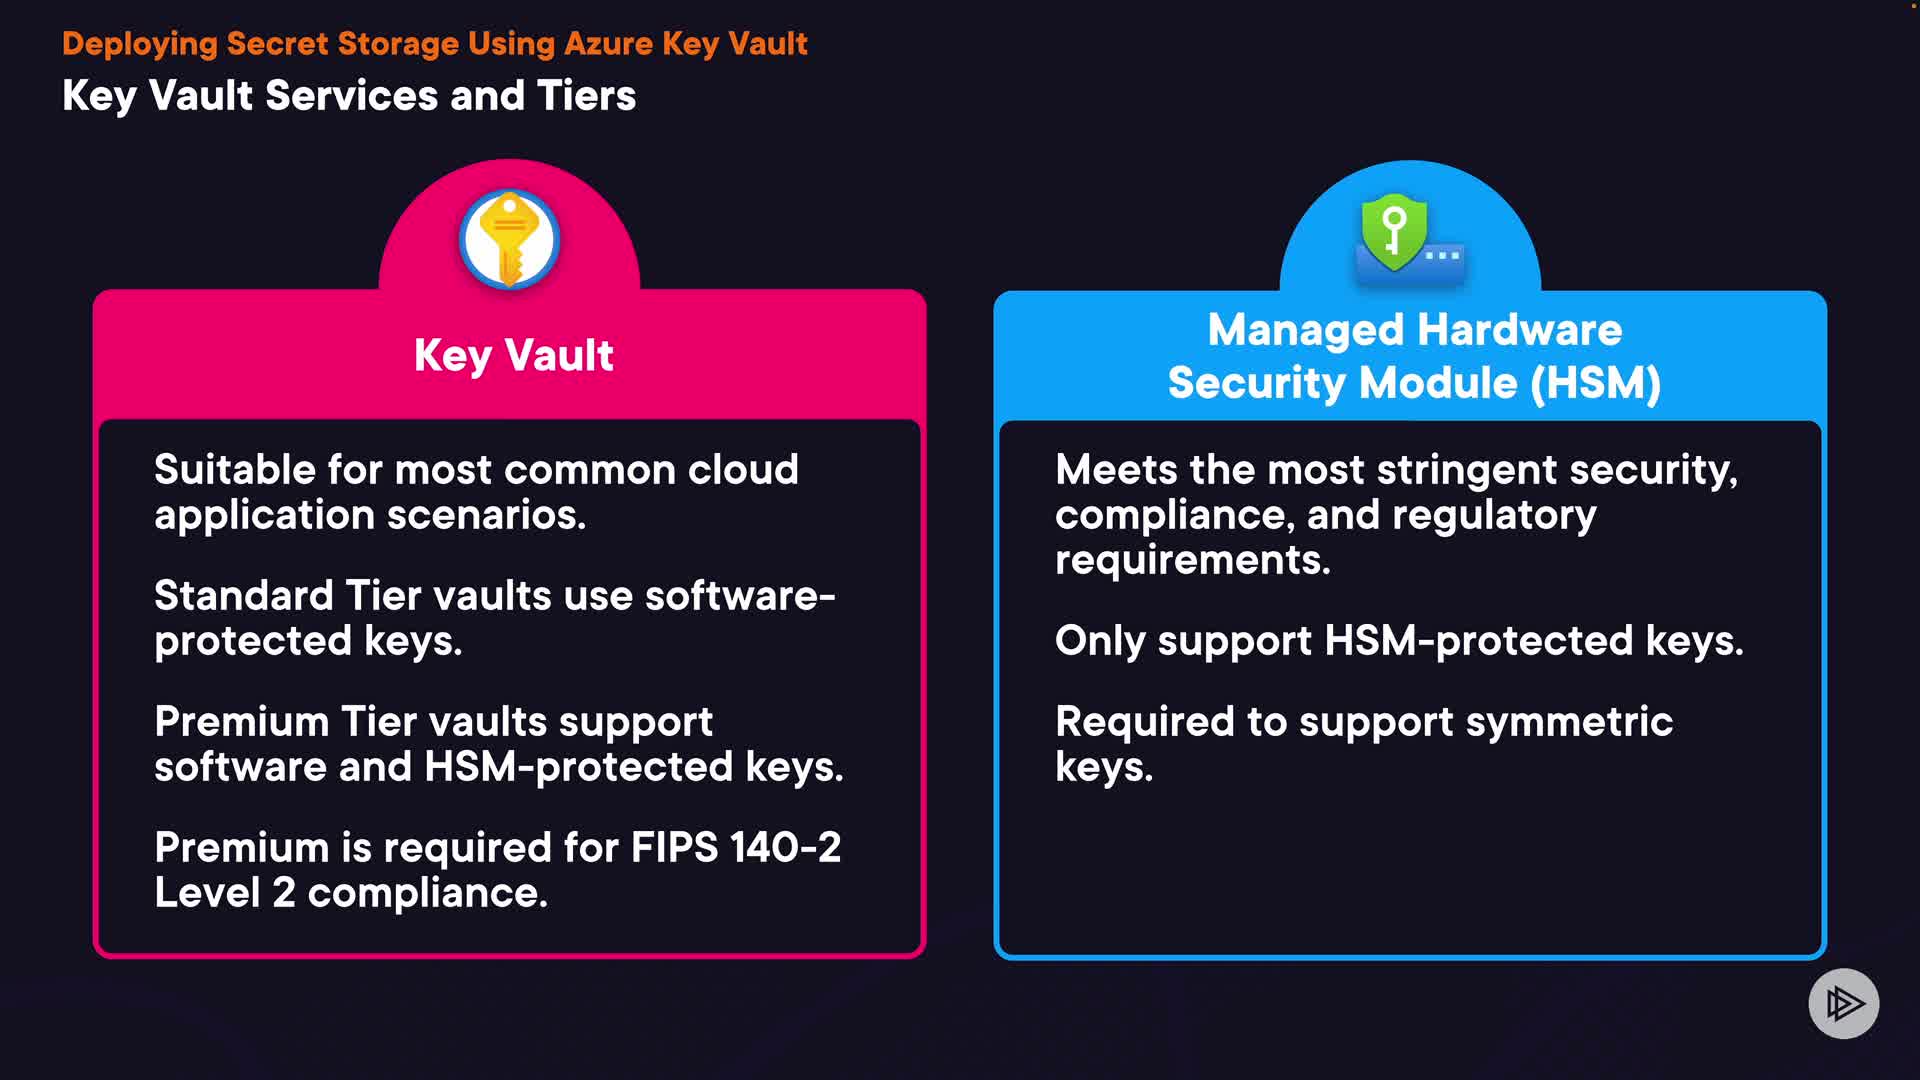 Deploying Secret Storage Using Azure Key Vault
Key Vault Services and Tiers
Key Vault
Suitable for most common cloud
application scenarios.
Standard Tier vaults use software-
protected keys.
Premium Tier vaults support
software and HSM-protected keys.
Premium is required for FIPS 140-2
Level 2 compliance.
Managed Hardware
Security Module (HSM)
Meets the most stringent security,
compliance, and regulatory
requirements.
Only support HSM-protected keys.
Required to support symmetric
keys.